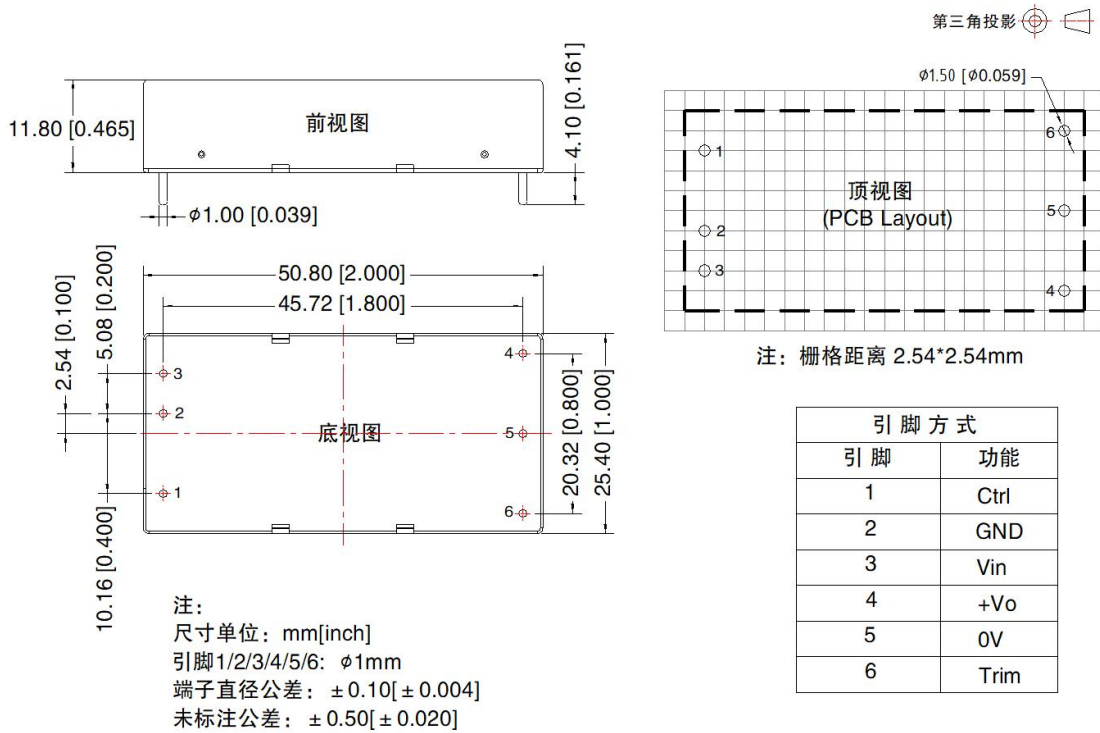 第三角投影
11.80 [0.465]
前视图
4.10 [0.161]
ϕ1.00 [0.039]
ϕ1.50 [ϕ0.059]
6
1
顶视图
(PCB Layout)
5
2
3
4
注：栅格距离 2.54*2.54mm
50.80 [2.000]
45.72 [1.800]
2.54 [0.100]
5.08 [0.200]
10.16 [0.400]
4
3
2
底视图
5
1
6
20.32 [0.800]
25.40 [1.000]
引 脚 方 式
引 脚 功能
1 Ctrl
2 GND
3 Vin
4 +Vo
5 0V
6 Trim
注：
尺寸单位：mm[inch]
引脚1/2/3/4/5/6: ϕ1mm
端子直径公差：±0.10[±0.004]
未标注公差：±0.50[±0.020]